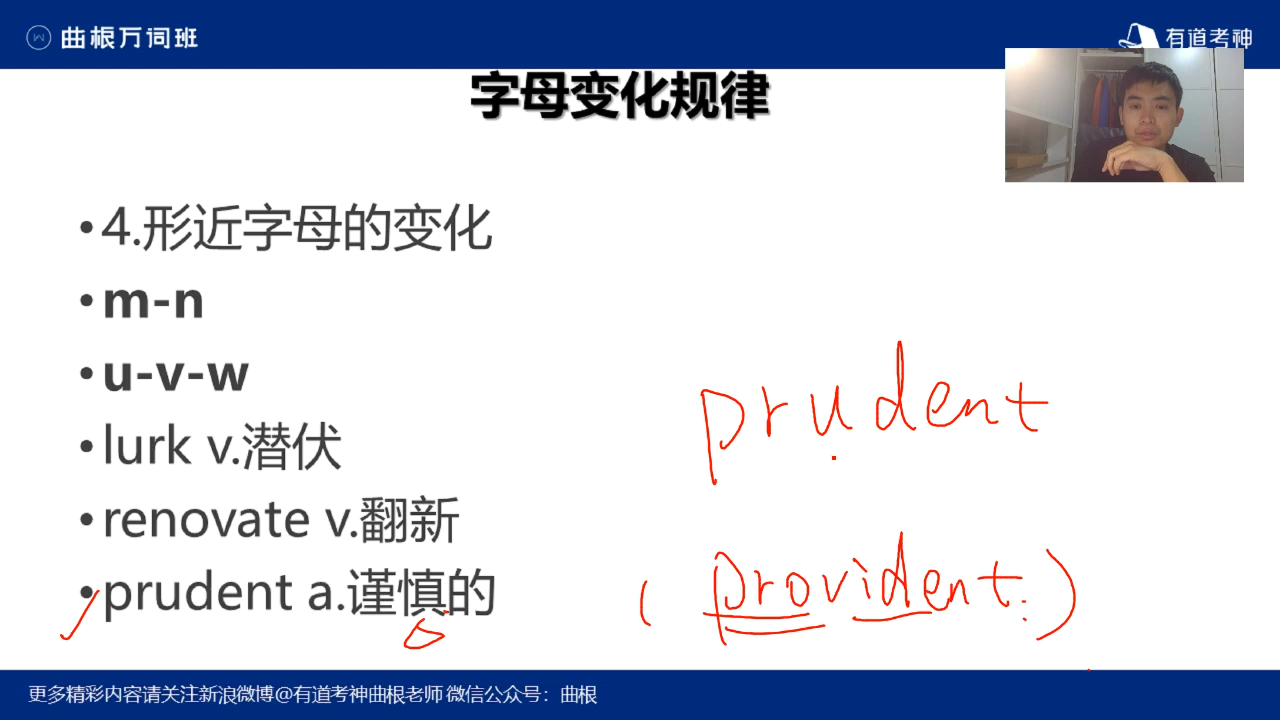 曲根万词班
有道考神
字母变化规律
•4.形近字母的变化
•m-n
•u-v-w
•lurk v.潜伏
•renovate v.翻新
•prudent a.谨慎的
prudent
(provident)
更多精彩内容请关注新浪微博@有道考神曲根老师 微信公众号：曲根